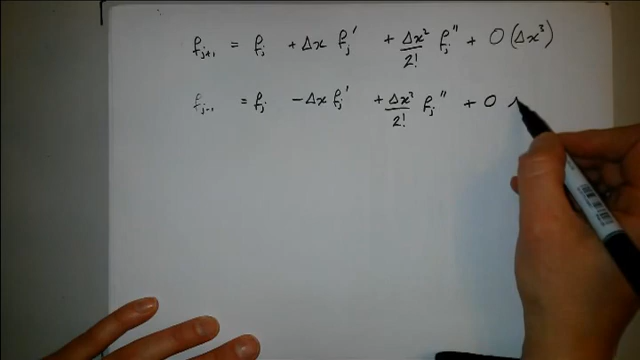 f_{j+1} = f_j + Δx f_j' + Δx²/2! f_j'' + O(Δx³)
f_{j-1} = f_j - Δx f_j' + Δx²/2! f_j'' + O